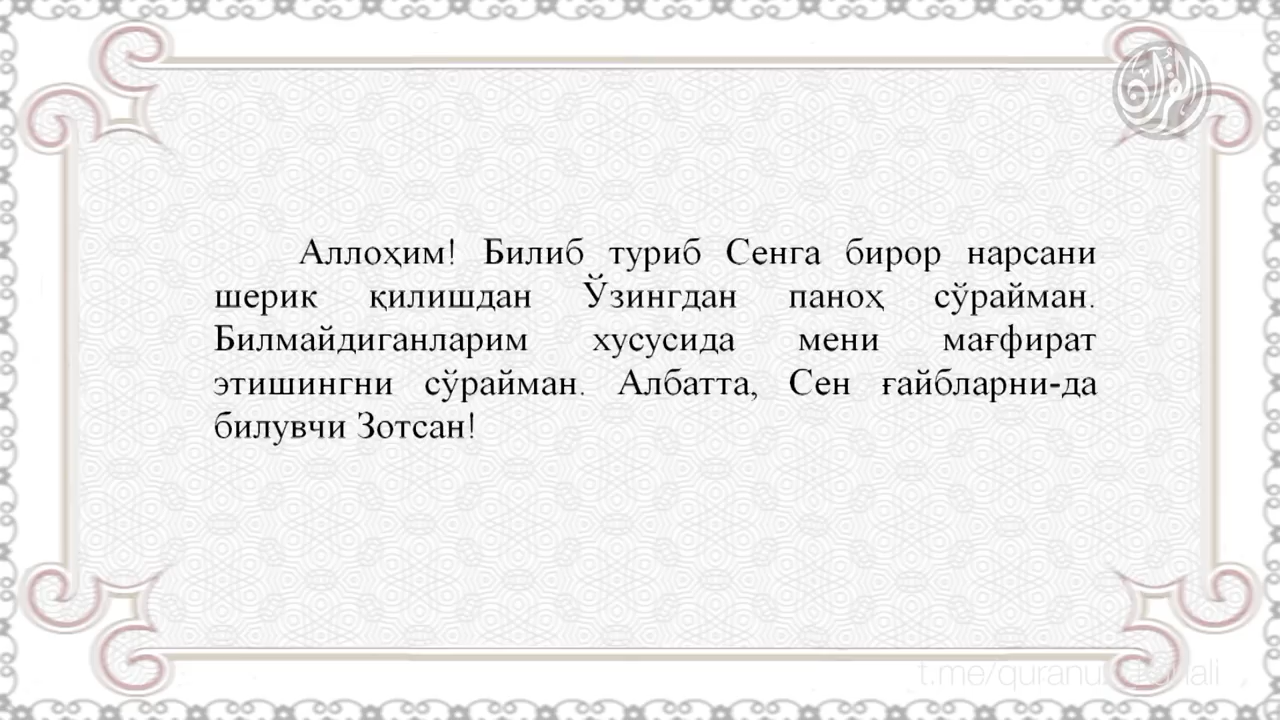 القرآن
Аллоҳим! Билиб туриб Сенга бирор нарсани
шерик қилишдан Ўзингдан паноҳ сўрайман.
Билмайдиганларим хусусида мени мағфират
этишингни сўрайман. Албатта, Сен ғайбларни-да
билувчи Зотсан!